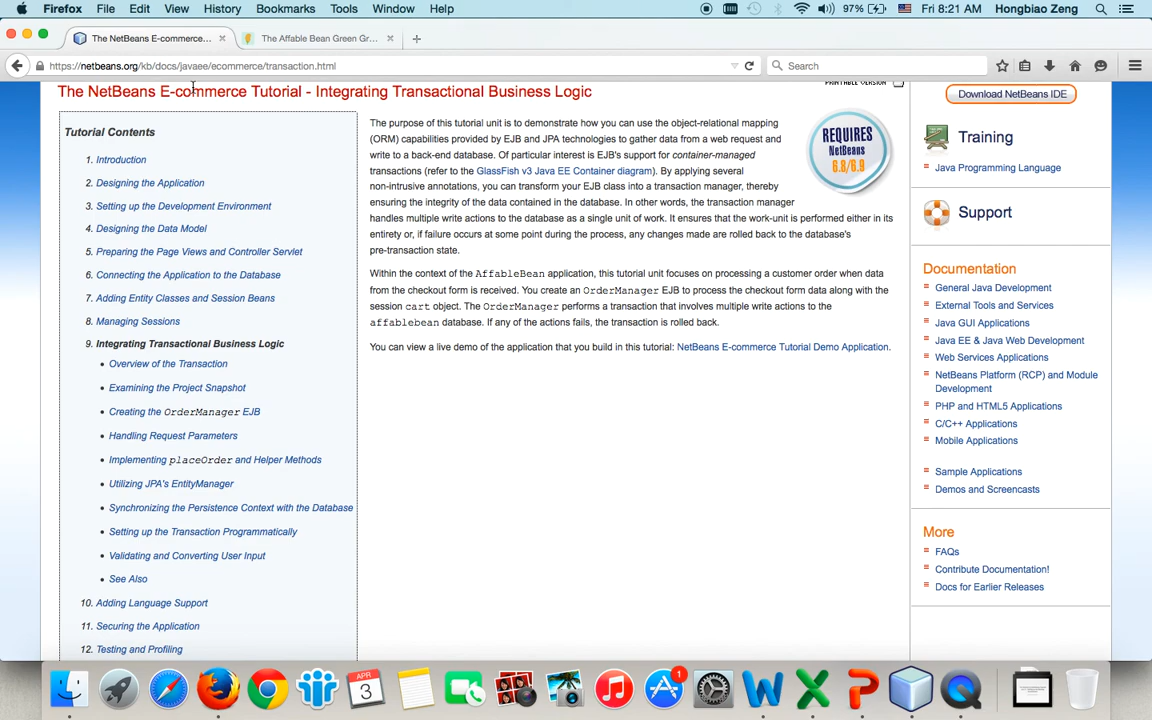 Firefox File Edit View History Bookmarks Tools Window Help 97% Fri 8:21 AM Hongbiao Zeng
The NetBeans E-commerce... The Affable Bean Green Gr...
https://netbeans.org/kb/docs/javaee/ecommerce/transaction.html Search
The NetBeans E-commerce Tutorial - Integrating Transactional Business Logic
Tutorial Contents
1. Introduction
2. Designing the Application
3. Setting up the Development Environment
4. Designing the Data Model
5. Preparing the Page Views and Controller Servlet
6. Connecting the Application to the Database
7. Adding Entity Classes and Session Beans
8. Managing Sessions
9. Integrating Transactional Business Logic
• Overview of the Transaction
• Examining the Project Snapshot
• Creating the OrderManager EJB
• Handling Request Parameters
• Implementing placeOrder and Helper Methods
• Utilizing JPA's EntityManager
• Synchronizing the Persistence Context with the Database
• Setting up the Transaction Programmatically
• Validating and Converting User Input
• See Also
10. Adding Language Support
11. Securing the Application
12. Testing and Profiling
The purpose of this tutorial unit is to demonstrate how you can use the object-relational mapping
(ORM) capabilities provided by EJB and JPA technologies to gather data from a web request and
write to a back-end database. Of particular interest is EJB's support for container-managed
transactions (refer to the GlassFish v3 Java EE Container diagram). By applying several
non-intrusive annotations, you can transform your EJB class into a transaction manager, thereby
ensuring the integrity of the data contained in the database. In other words, the transaction manager
handles multiple write actions to the database as a single unit of work. It ensures that the work-unit is performed either in its
entirety or, if failure occurs at some point during the process, any changes made are rolled back to the database's
pre-transaction state.
Within the context of the AffableBean application, this tutorial unit focuses on processing a customer order when data
from the checkout form is received. You create an OrderManager EJB to process the checkout form data along with the
session cart object. The OrderManager performs a transaction that involves multiple write actions to the
affablebean database. If any of the actions fails, the transaction is rolled back.
You can view a live demo of the application that you build in this tutorial: NetBeans E-commerce Tutorial Demo Application.
PRINTABLE VERSION
REQUIRES
NetBeans
6.8/6.9
Download NetBeans IDE
Training
Java Programming Language
Support
Documentation
General Java Development
External Tools and Services
Java GUI Applications
Java EE & Java Web Development
Web Services Applications
NetBeans Platform (RCP) and Module
Development
PHP and HTML5 Applications
C/C++ Applications
Mobile Applications
Sample Applications
Demos and Screencasts
More
FAQs
Contribute Documentation!
Docs for Earlier Releases
APR
3
1